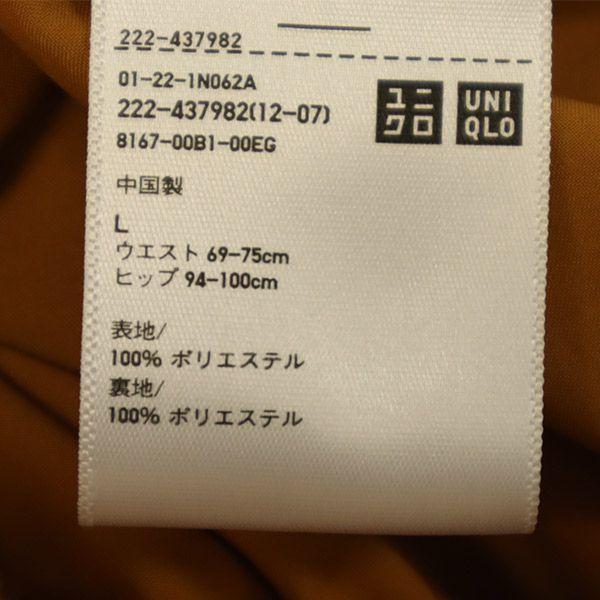 222-437982
01-22-1N062A
222-437982(12-07)
8167-00B1-00EG
ユニ
クロ
UNI
QLO
中国製
L
ウエスト 69-75cm
ヒップ 94-100cm
表地/
100% ポリエステル
裏地/
100% ポリエステル